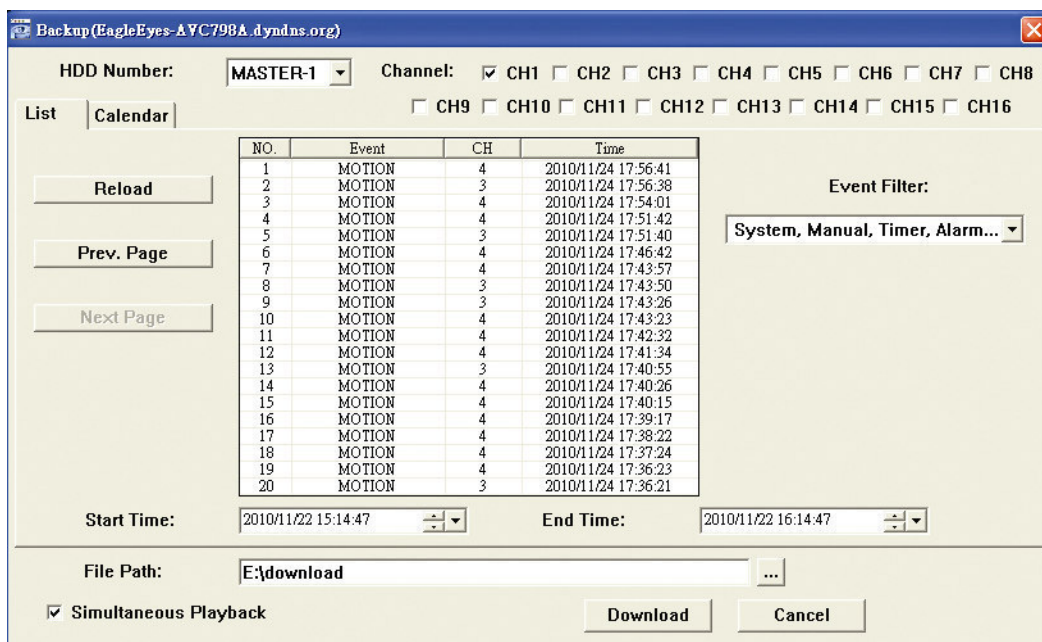 Backup(EagleEyes-AVC798A.dyndns.org)
HDD Number: MASTER-1 Channel: CH1 CH2 CH3 CH4 CH5 CH6 CH7 CH8
CH9 CH10 CH11 CH12 CH13 CH14 CH15 CH16
List Calendar
Reload
Prev. Page
Next Page
NO. Event CH Time
1 MOTION 4 2010/11/24 17:56:41
2 MOTION 3 2010/11/24 17:56:38
3 MOTION 4 2010/11/24 17:54:01
4 MOTION 4 2010/11/24 17:51:42
5 MOTION 3 2010/11/24 17:51:40
6 MOTION 4 2010/11/24 17:46:42
7 MOTION 4 2010/11/24 17:43:57
8 MOTION 3 2010/11/24 17:43:50
9 MOTION 3 2010/11/24 17:43:26
10 MOTION 4 2010/11/24 17:43:23
11 MOTION 4 2010/11/24 17:42:32
12 MOTION 4 2010/11/24 17:41:34
13 MOTION 3 2010/11/24 17:40:55
14 MOTION 4 2010/11/24 17:40:26
15 MOTION 4 2010/11/24 17:40:15
16 MOTION 4 2010/11/24 17:39:17
17 MOTION 4 2010/11/24 17:38:22
18 MOTION 4 2010/11/24 17:37:24
19 MOTION 4 2010/11/24 17:36:23
20 MOTION 3 2010/11/24 17:36:21
Event Filter:
System, Manual, Timer, Alarm...
Start Time: 2010/11/22 15:14:47 End Time: 2010/11/22 16:14:47
File Path: E:\download ...
Simultaneous Playback Download Cancel